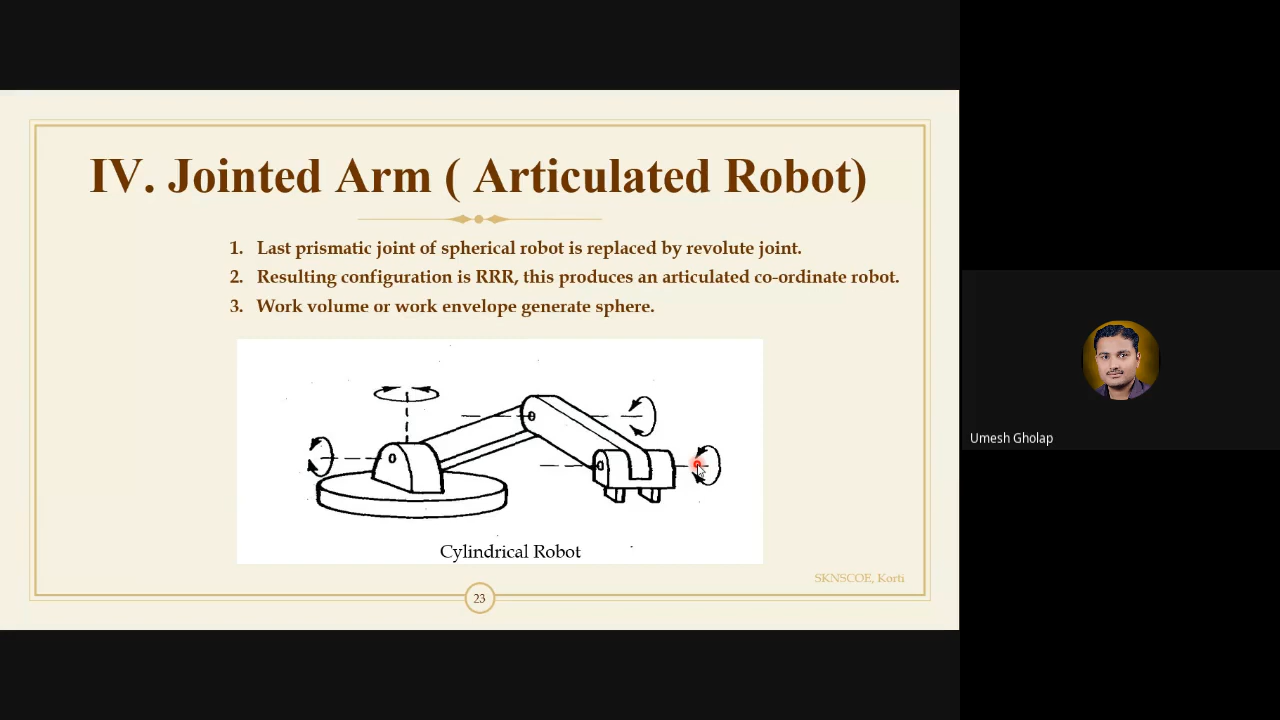 IV. Jointed Arm ( Articulated Robot)
1. Last prismatic joint of spherical robot is replaced by revolute joint.
2. Resulting configuration is RRR, this produces an articulated co-ordinate robot.
3. Work volume or work envelope generate sphere.
Cylindrical Robot
SKNSCOE, Korti
23
Umesh Gholap